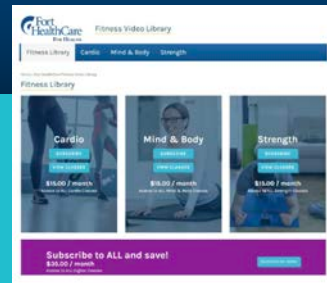 Fort
HealthCare
FOR HEALTH
Fitness Video Library
Fitness Library Cardio Mind & Body Strength
Fitness Library
Cardio
SUBSCRIBE
VIEW CLASSES
$15.00 / month
Mind & Body
SUBSCRIBE
VIEW CLASSES
$15.00 / month
Strength
SUBSCRIBE
VIEW CLASSES
$15.00 / month
Subscribe to ALL and save!
$35.00 / month